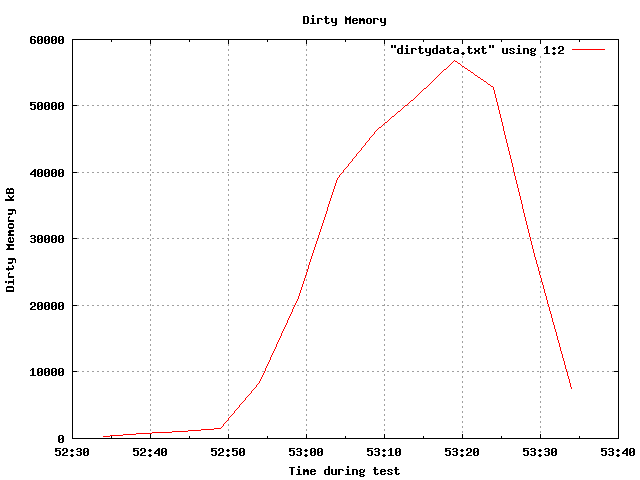 Dirty Memory
"dirtydata.txt" using 1:2
60000
50000
40000
30000
20000
10000
0
Dirty Memory kB
52:30 52:40 52:50 53:00 53:10 53:20 53:30 53:40
Time during test